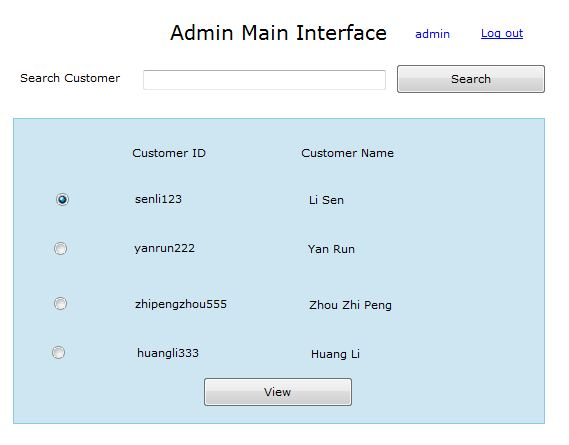 Admin Main Interface admin Log out
Search Customer Search
Customer ID Customer Name
senli123 Li Sen
yanrun222 Yan Run
zhipengzhou555 Zhou Zhi Peng
huangli333 Huang Li
View